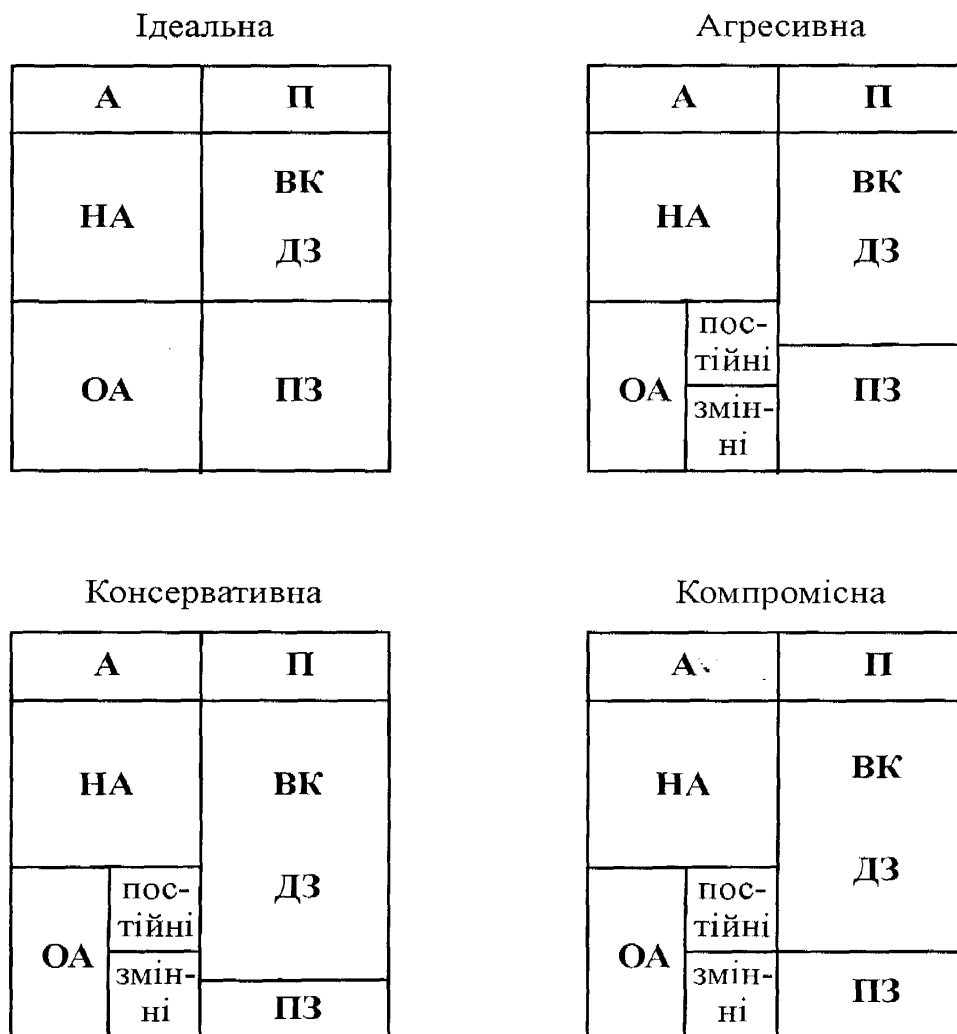 Ідеальна
А П
НА
ВК
ДЗ
ОА ПЗ
Агресивна
А П
НА
ВК
ДЗ
ОА
пос-
тійні
змін-
ні
ПЗ
Консервативна
А П
НА ВК
ДЗ
ОА
пос-
тійні
змін-
ні
ПЗ
Компромісна
А П
НА
ВК
ДЗ
ОА
пос-
тійні
змін-
ні
ПЗ